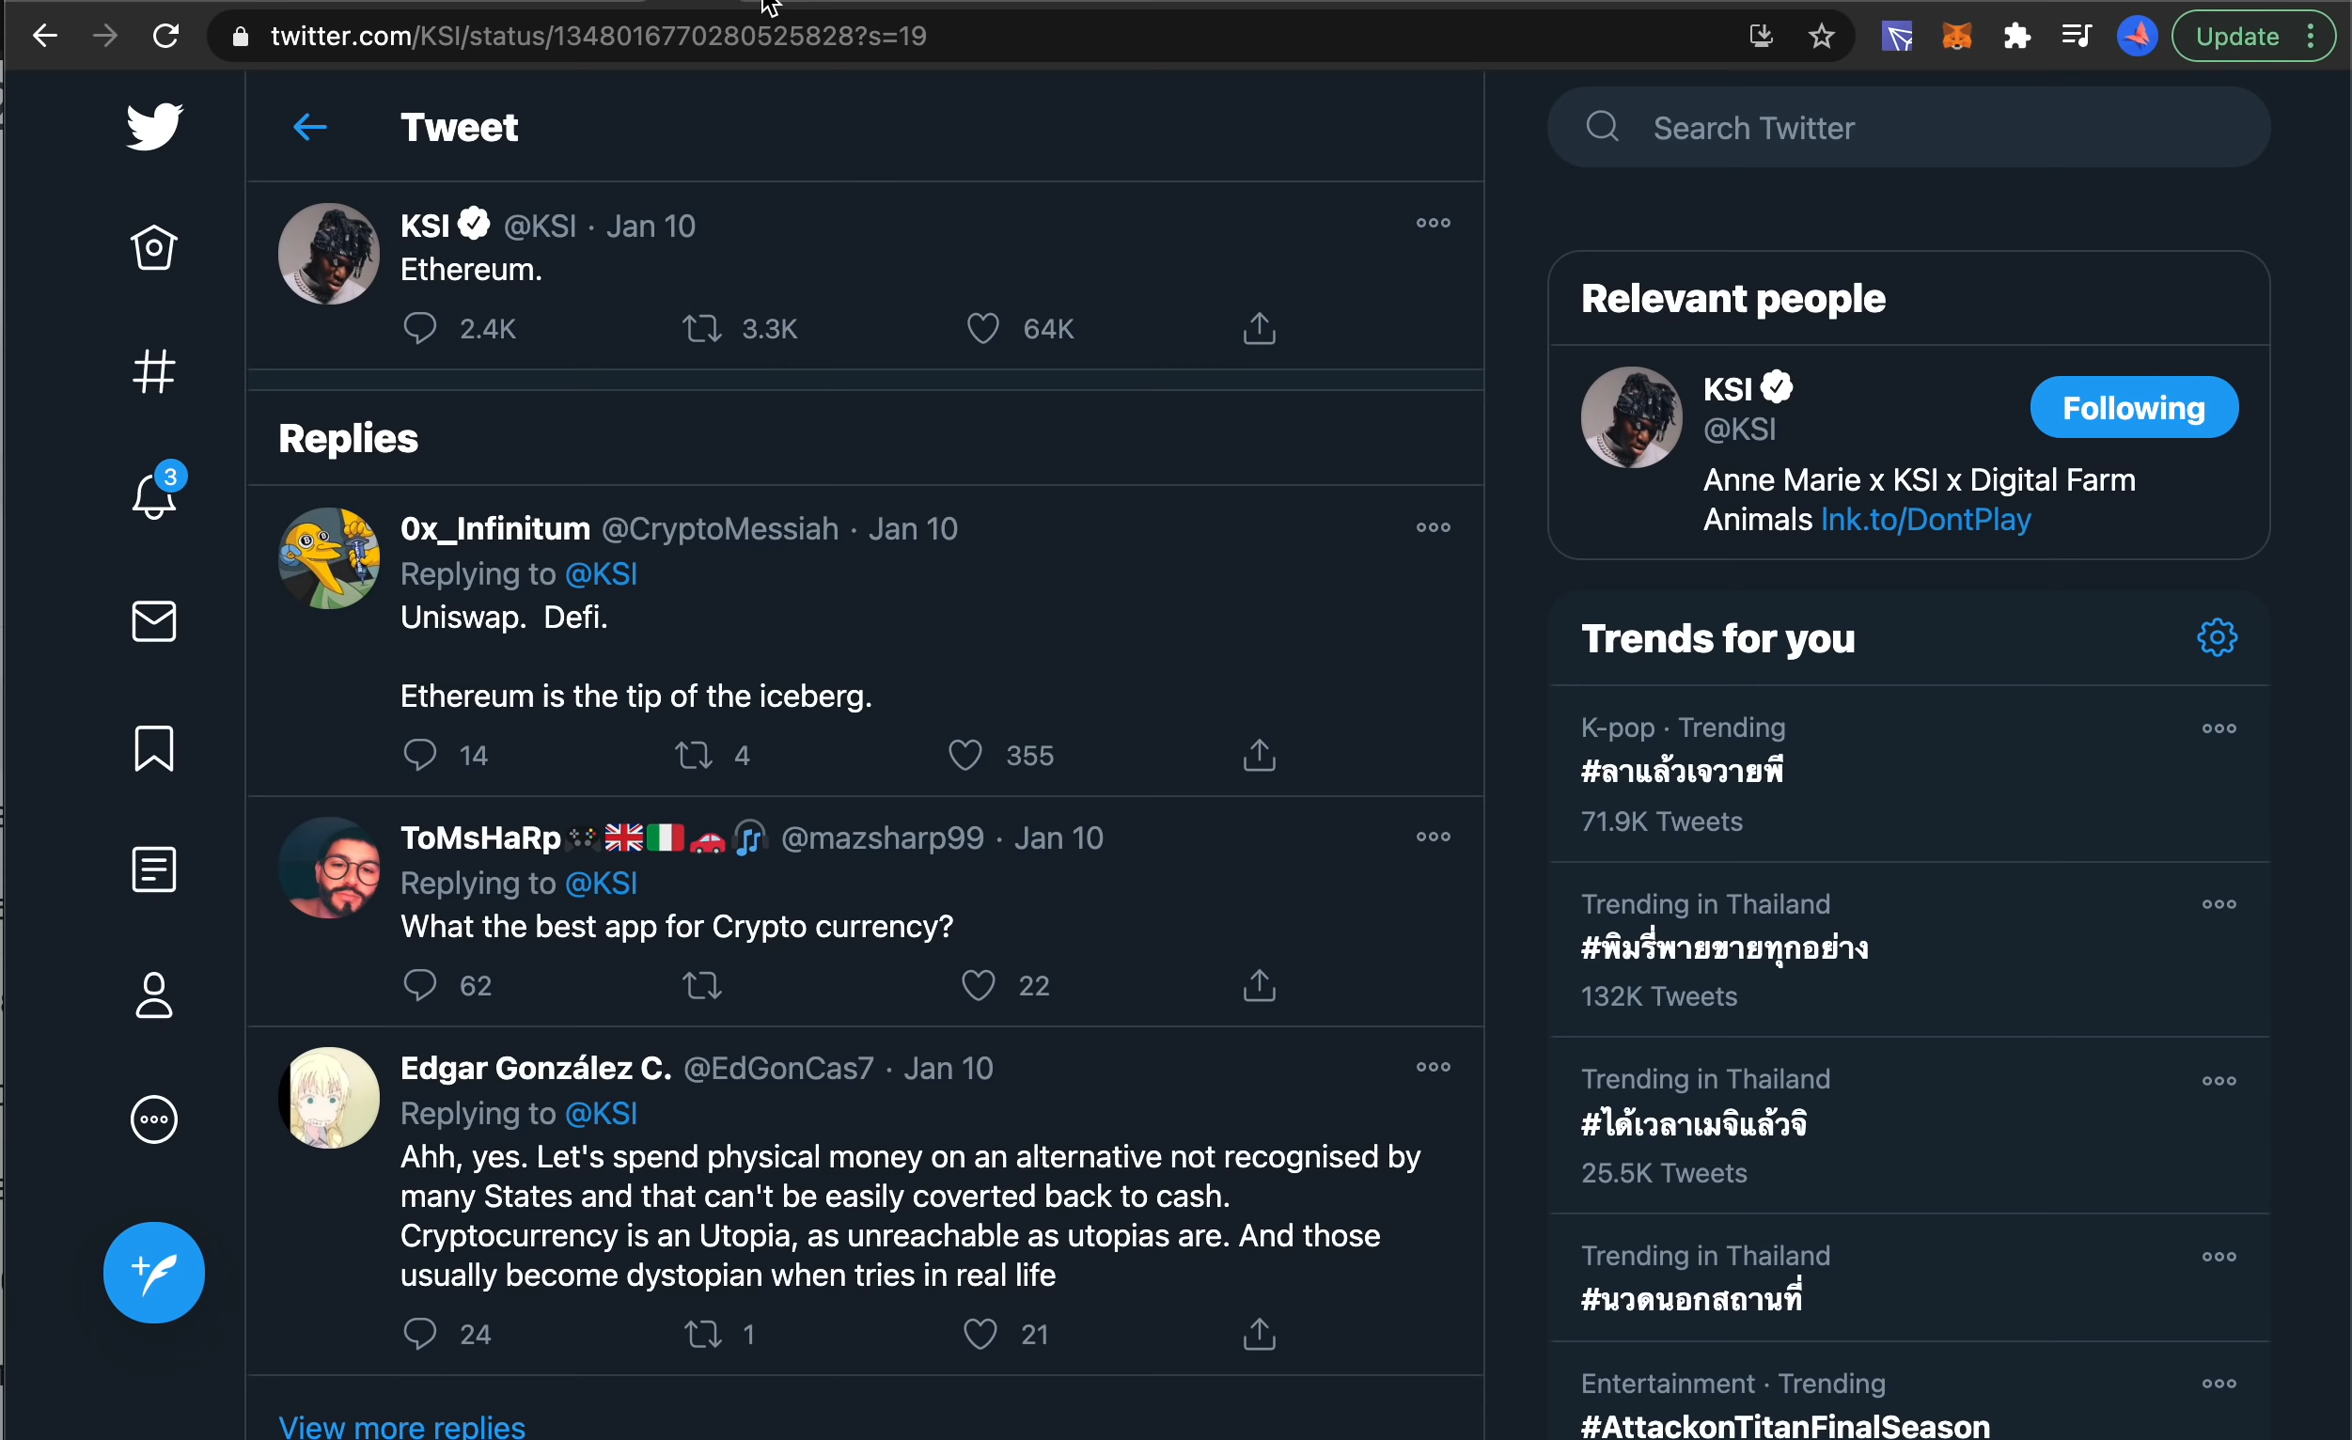 twitter.com/KSI/status/1348016770280525828?s=19
Update
Tweet
KSI @KSI · Jan 10
Ethereum.
2.4K 3.3K 64K
Replies
0x_Infinitum @CryptoMessiah · Jan 10
Replying to @KSI
Uniswap. Defi.
Ethereum is the tip of the iceberg.
14 4 355
ToMsHaRp🎮🇬🇧🇮🇹🚗🎧 @mazsharp99 · Jan 10
Replying to @KSI
What the best app for Crypto currency?
62 22
Edgar González C. @EdGonCas7 · Jan 10
Replying to @KSI
Ahh, yes. Let's spend physical money on an alternative not recognised by
many States and that can't be easily coverted back to cash.
Cryptocurrency is an Utopia, as unreachable as utopias are. And those
usually become dystopian when tries in real life
24 1 21
View more replies
3
Search Twitter
Relevant people
KSI
@KSI
Following
Anne Marie x KSI x Digital Farm
Animals lnk.to/DontPlay
Trends for you
K-pop · Trending
#ลาแล้วเจวายพี
71.9K Tweets
Trending in Thailand
#พิมรี่พายขายทุกอย่าง
132K Tweets
Trending in Thailand
#ได้เวลาเมจิแล้วจิ
25.5K Tweets
Trending in Thailand
#นวดนอกสถานที่
Entertainment · Trending
#AttackonTitanFinalSeason